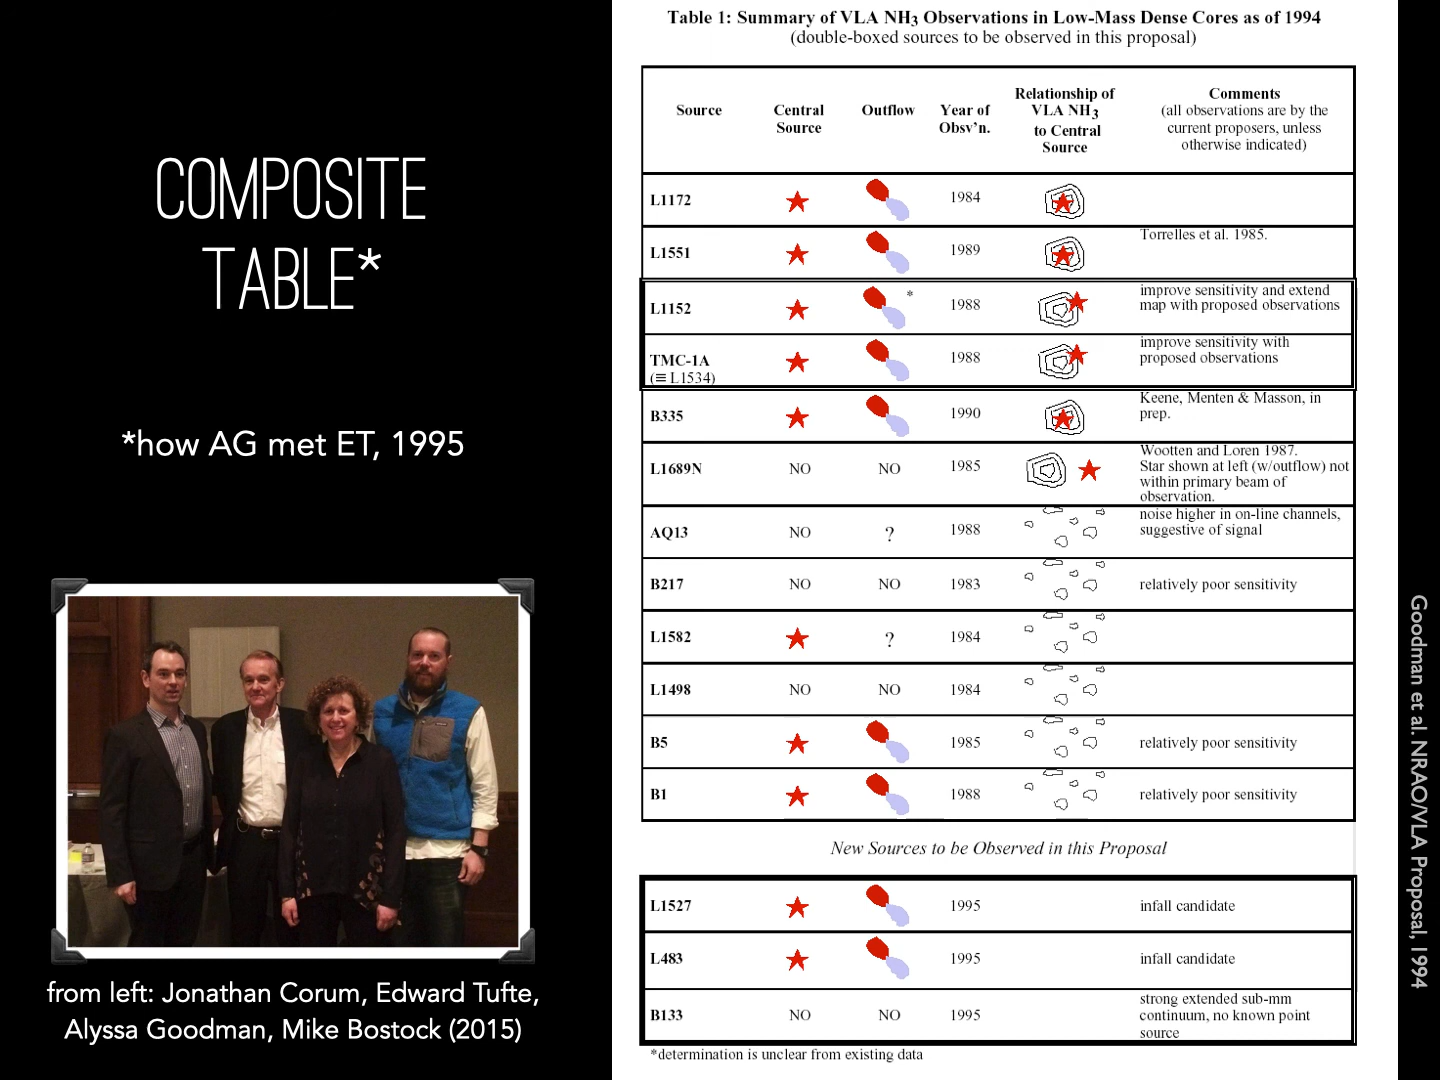 COMPOSITE
TABLE*
*how AG met ET, 1995
from left: Jonathan Corum, Edward Tufte,
Alyssa Goodman, Mike Bostock (2015)
Table 1: Summary of VLA NH3 Observations in Low-Mass Dense Cores as of 1994
(double-boxed sources to be observed in this proposal)
Source
Central
Source
Outflow
Year of
Obsv'n.
Relationship of
VLA NH3
to Central
Source
Comments
(all observations are by the
current proposers, unless
otherwise indicated)
L1172 1984
L1551 1989 Torrelles et al. 1985.
L1152 * 1988 improve sensitivity and extend
map with proposed observations
TMC-1A 1988 improve sensitivity with
(≡ L1534) proposed observations
B335 1990 Keene, Menten & Masson, in
prep.
L1689N NO NO 1985 Wootten and Loren 1987.
Star shown at left (w/outflow) not
within primary beam of
observation.
AQ13 NO ? 1988 noise higher in on-line channels,
suggestive of signal
B217 NO NO 1983 relatively poor sensitivity
L1582 ? 1984
L1498 NO NO 1984
B5 1985 relatively poor sensitivity
B1 1988 relatively poor sensitivity
New Sources to be Observed in this Proposal
L1527 1995 infall candidate
L483 1995 infall candidate
B133 NO NO 1995 strong extended sub-mm
continuum, no known point
source
*determination is unclear from existing data
Goodman et al. NRAO/VLA Proposal, 1994